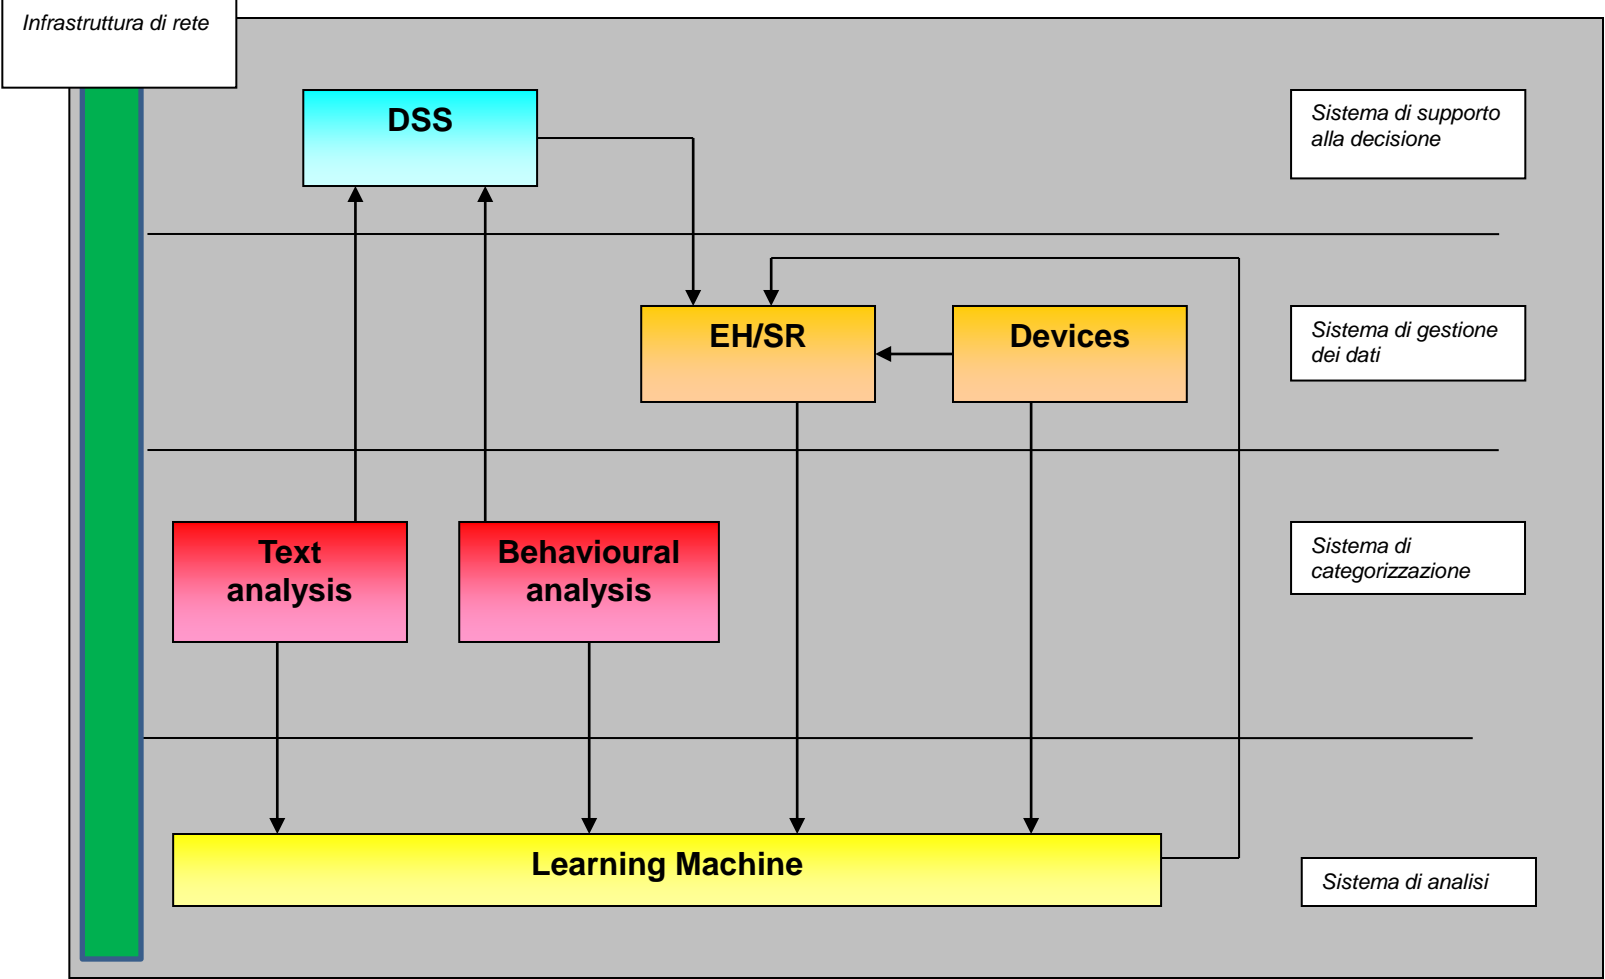 Infrastruttura di rete
DSS
Sistema di supporto
alla decisione
EH/SR
Devices
Sistema di gestione
dei dati
Text
analysis
Behavioural
analysis
Sistema di
categorizzazione
Learning Machine
Sistema di analisi